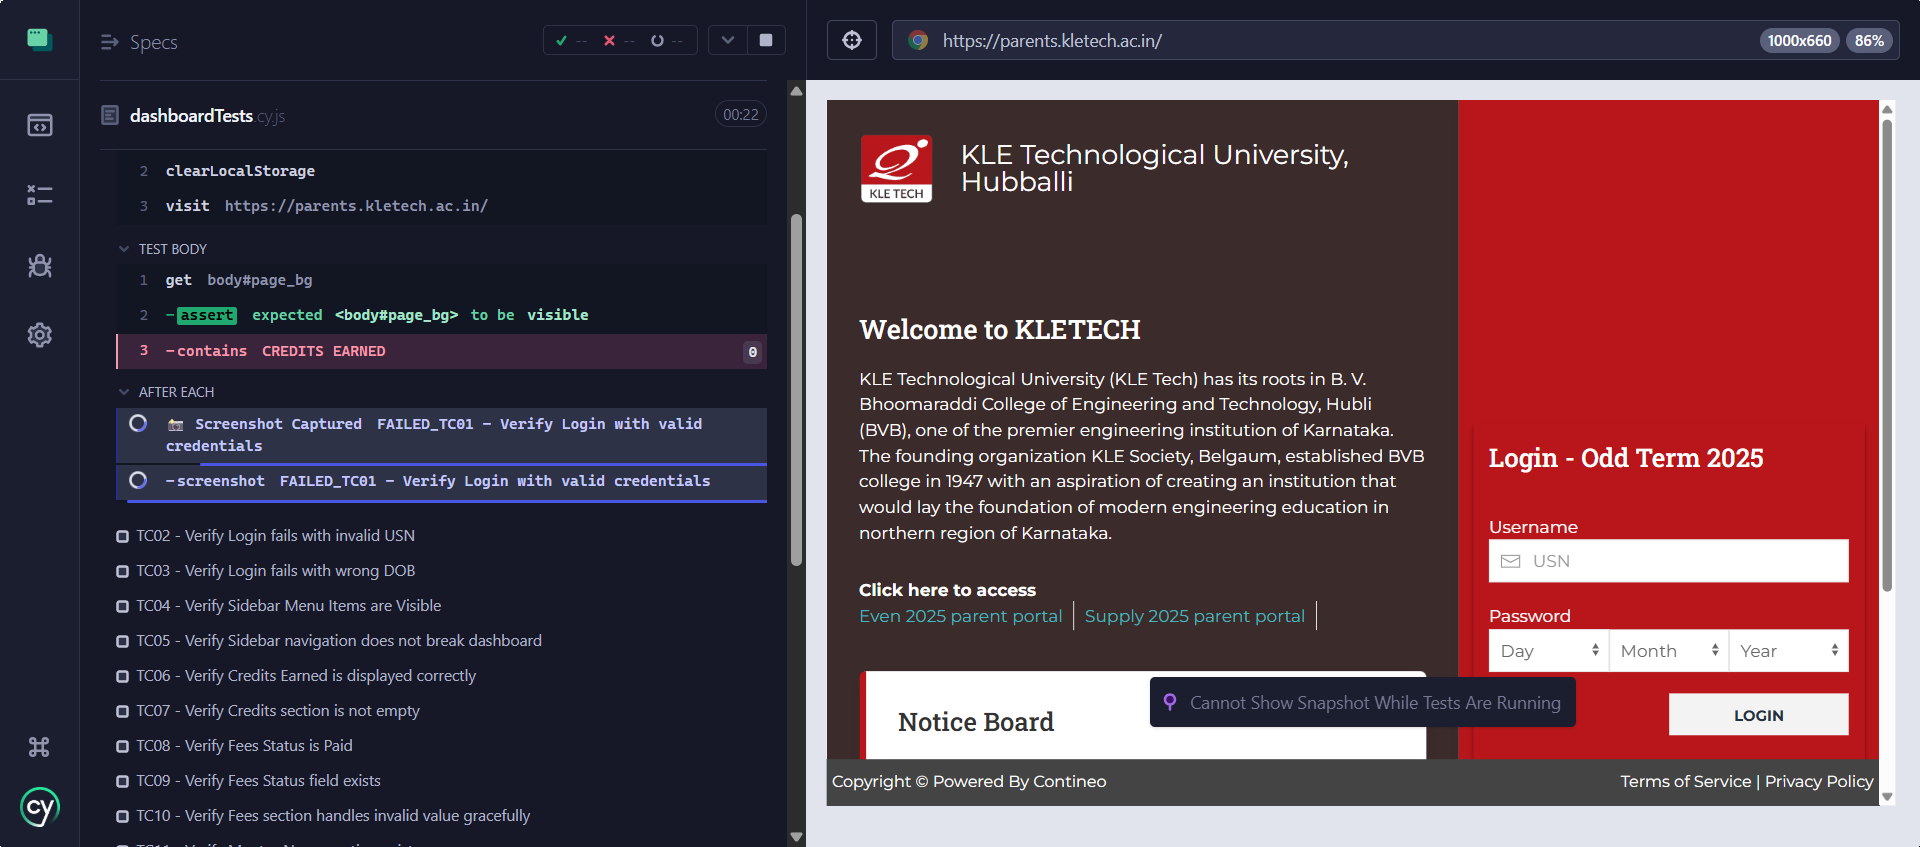 Specs
-- -- --
dashboardTests.cy.js
00:22
2 clearLocalStorage
3 visit https://parents.kletech.ac.in/
TEST BODY
1 get body#page_bg
2 -assert expected <body#page_bg> to be visible
3 -contains CREDITS EARNED 0
AFTER EACH
Screenshot Captured FAILED_TC01 - Verify Login with valid
credentials
-screenshot FAILED_TC01 - Verify Login with valid credentials
TC02 - Verify Login fails with invalid USN
TC03 - Verify Login fails with wrong DOB
TC04 - Verify Sidebar Menu Items are Visible
TC05 - Verify Sidebar navigation does not break dashboard
TC06 - Verify Credits Earned is displayed correctly
TC07 - Verify Credits section is not empty
TC08 - Verify Fees Status is Paid
TC09 - Verify Fees Status field exists
TC10 - Verify Fees section handles invalid value gracefully
cy
https://parents.kletech.ac.in/
1000x660 86%
KLE TECH
KLE Technological University,
Hubballi
Welcome to KLETECH
KLE Technological University (KLE Tech) has its roots in B. V.
Bhoomaraddi College of Engineering and Technology, Hubli
(BVB), one of the premier engineering institution of Karnataka.
The founding organization KLE Society, Belgaum, established BVB
college in 1947 with an aspiration of creating an institution that
would lay the foundation of modern engineering education in
northern region of Karnataka.
Click here to access
Even 2025 parent portal | Supply 2025 parent portal |
Notice Board
Login - Odd Term 2025
Username
USN
Password
Day Month Year
LOGIN
Cannot Show Snapshot While Tests Are Running
Copyright © Powered By Contineo
Terms of Service | Privacy Policy